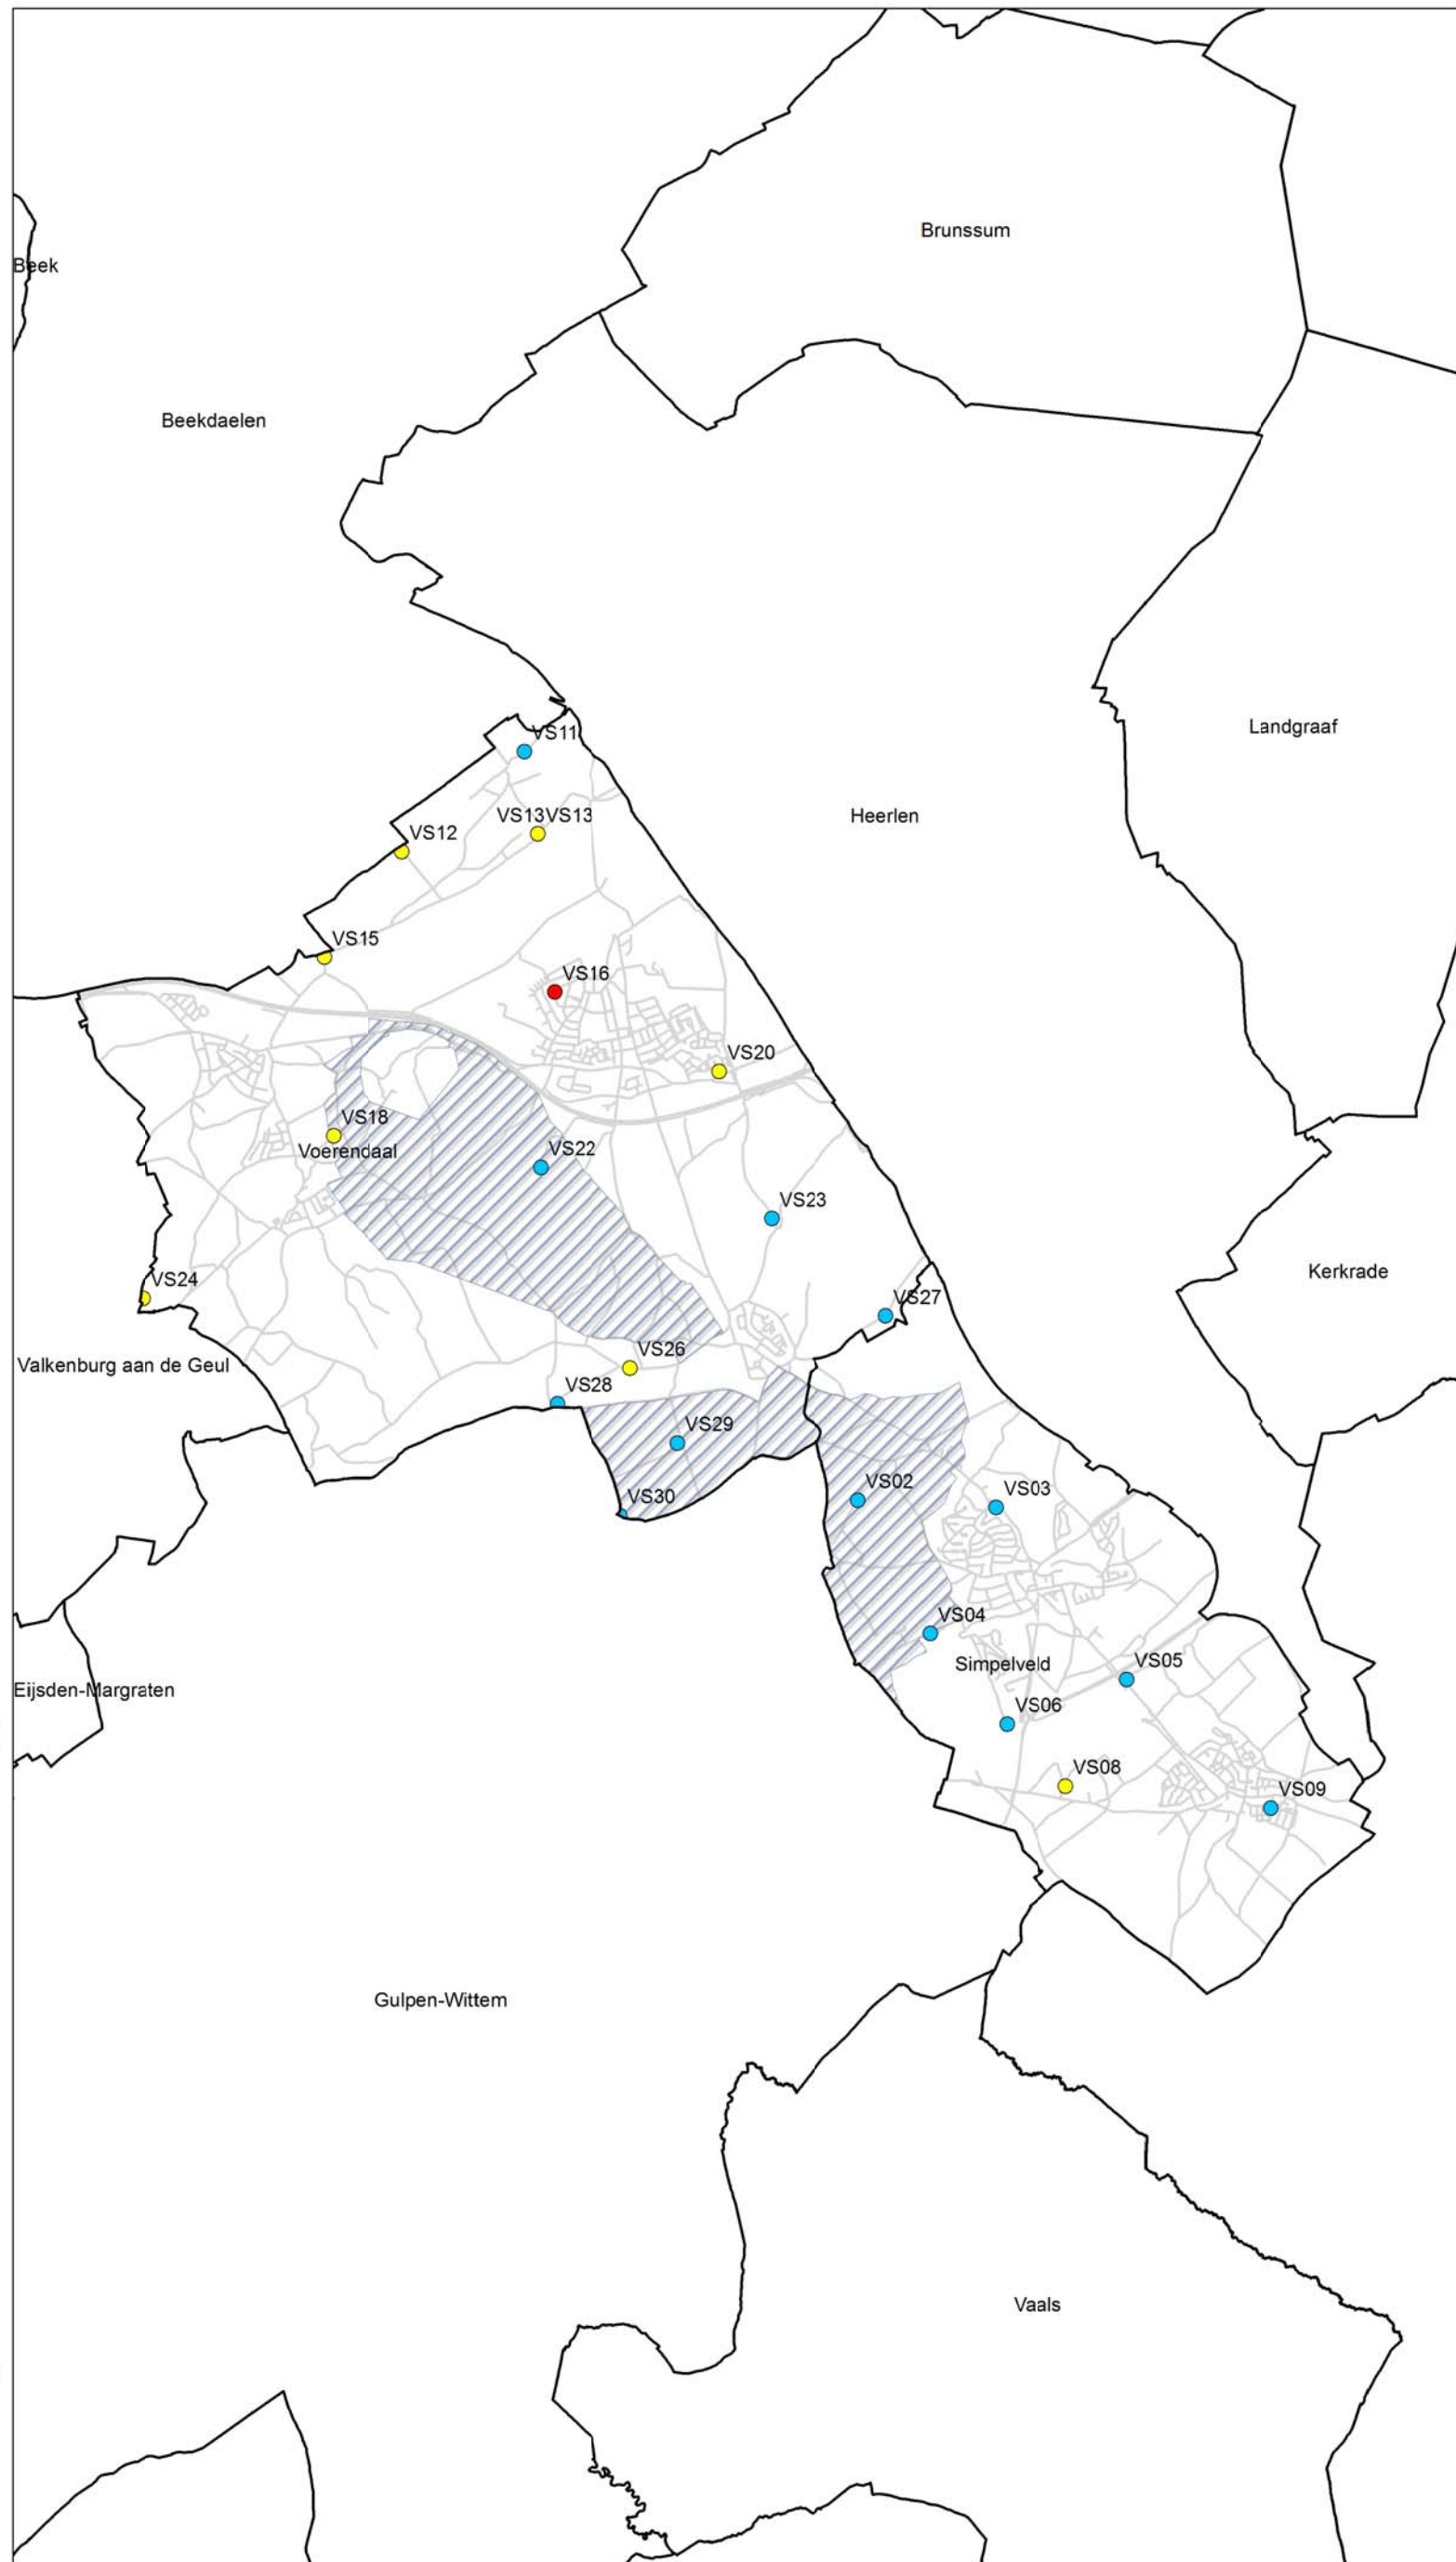 Brunssum
Beek
Beekdaelen
Landgraaf
VS11
Heerlen
VS13VS13
VS12
VS15
VS16
VS20
VS18
Voerendaal
VS22
VS23
Kerkrade
VS24
VS27
VS26
Valkenburg aan de Geul
VS28
VS29
VS02
VS03
VS30
VS04
Simpelveld
VS05
Eijsden-Margraten
VS06
VS08
VS09
Gulpen-Wittem
Vaals